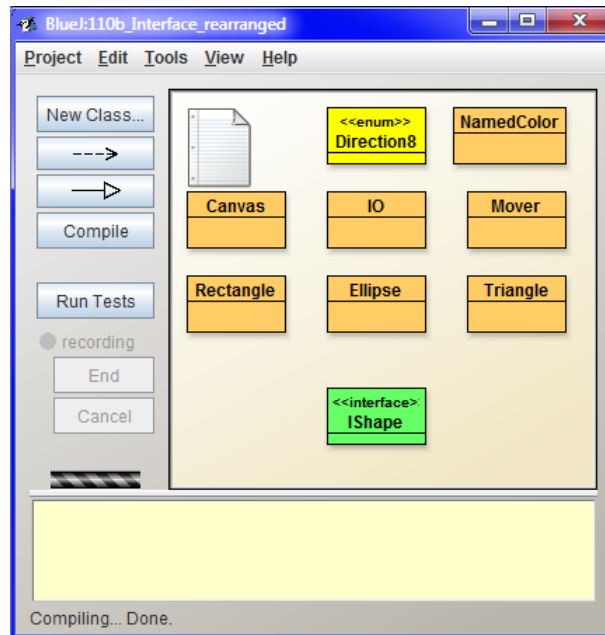 BlueJ:110b_Interface_rearranged
Project Edit Tools View Help
New Class...
Compile
Run Tests
recording
End
Cancel
<<enum>>
Direction8
NamedColor
Canvas
IO
Mover
Rectangle
Ellipse
Triangle
<<interface>
IShape
Compiling... Done.